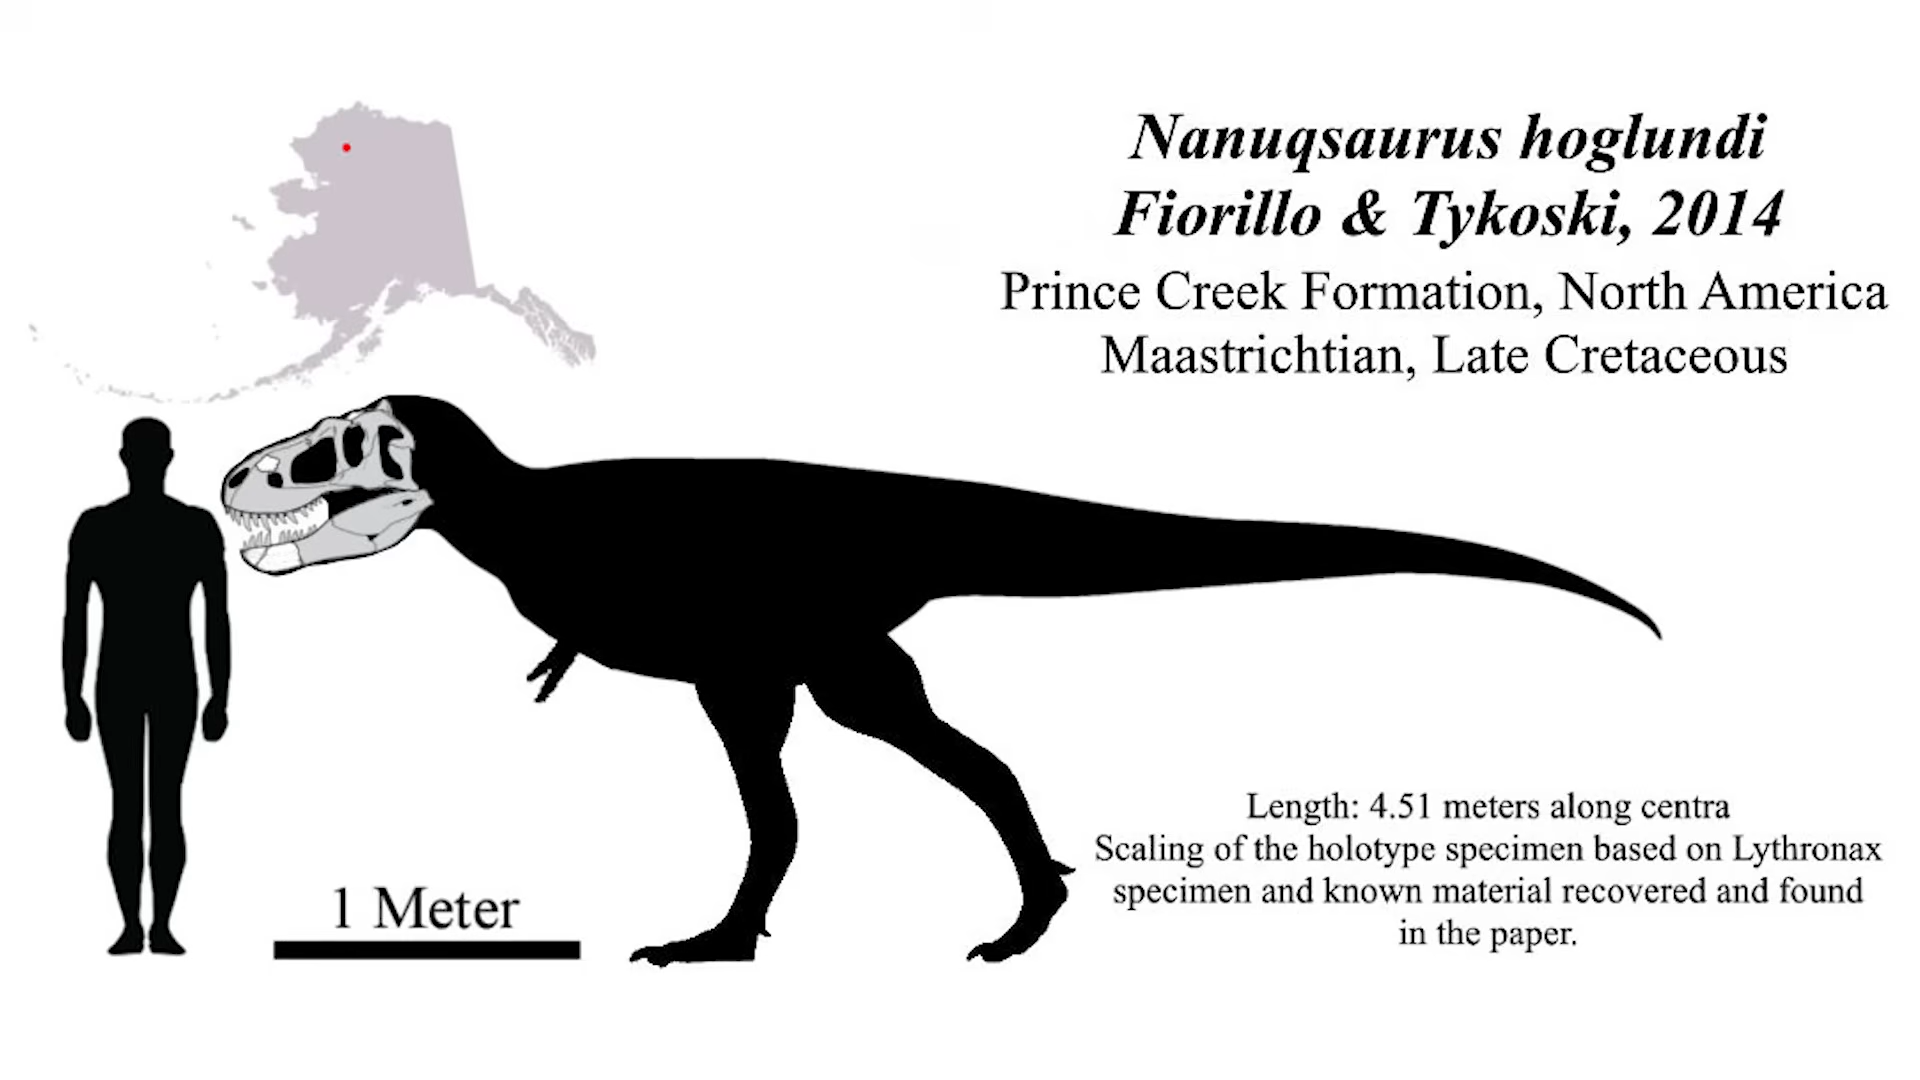 Nanuqsaurus hoglundi
Fiorillo & Tykoski, 2014
Prince Creek Formation, North America
Maastrichtian, Late Cretaceous
1 Meter
Length: 4.51 meters along centra
Scaling of the holotype specimen based on Lythronax
specimen and known material recovered and found
in the paper.